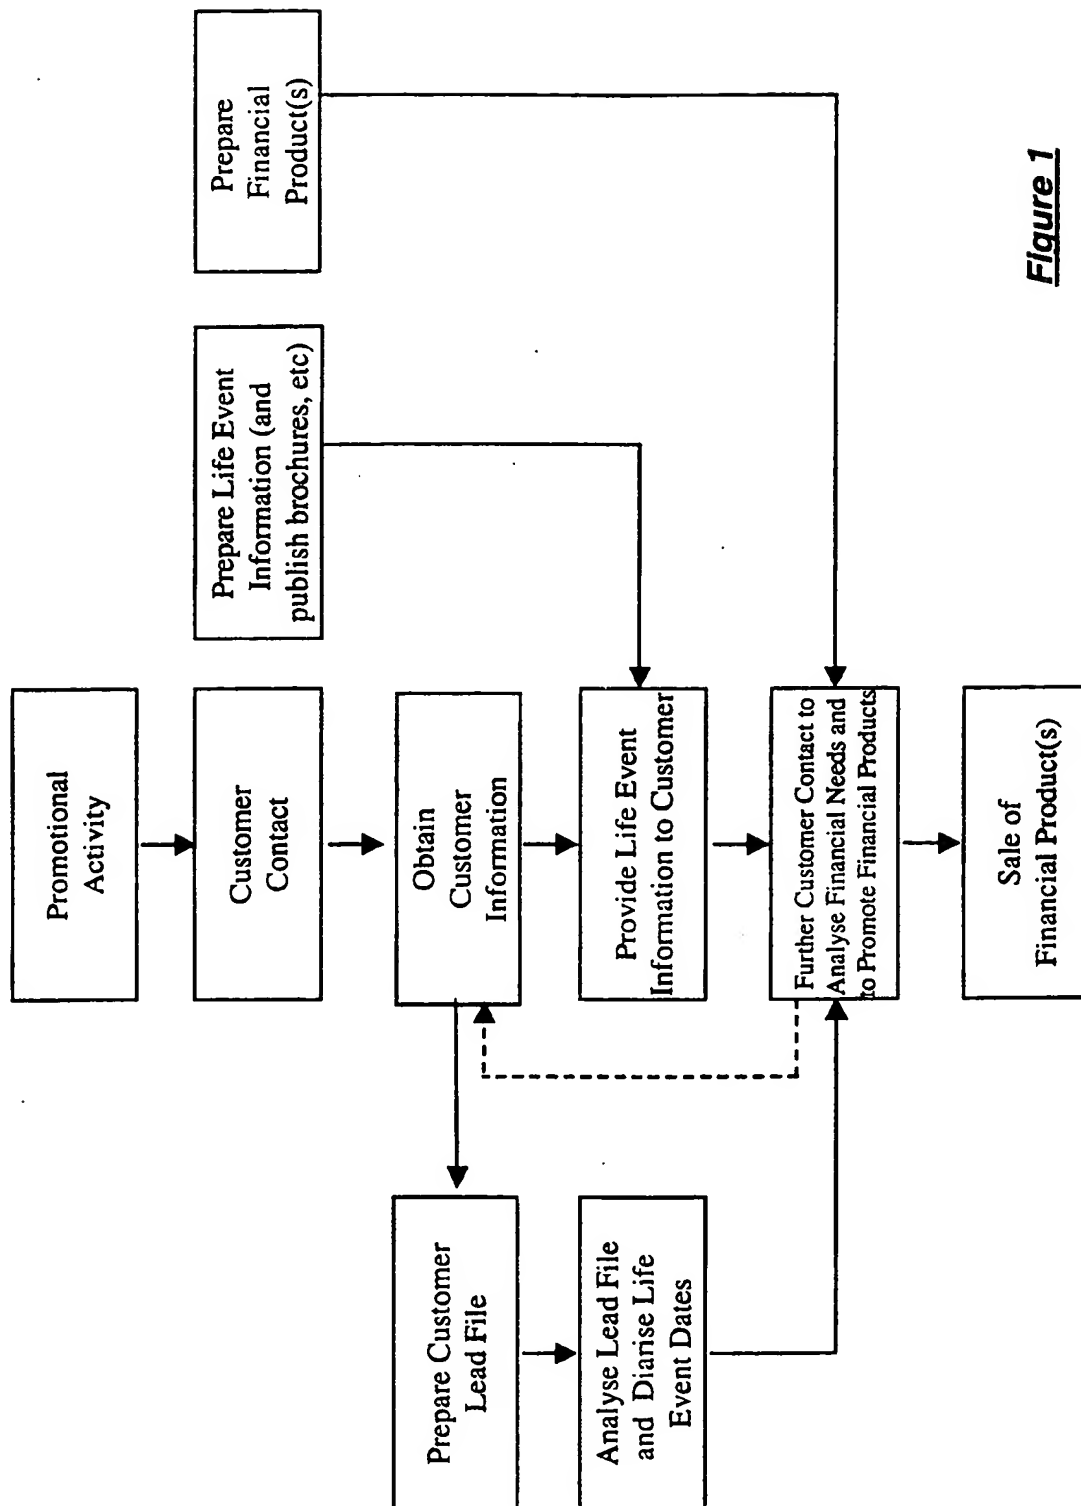 Promotional
Activity
Customer
Contact
Prepare Life Event
Information (and
publish brochures, etc)
Prepare
Financial
Product(s)
Obtain
Customer
Information
Prepare Customer
Lead File
Provide Life Event
Information to Customer
Analyse Lead File
and Diarise Life
Event Dates
Further Customer Contact to
Analyse Financial Needs and
to Promote Financial Products
Sale of
Financial Product(s)
Figure 1